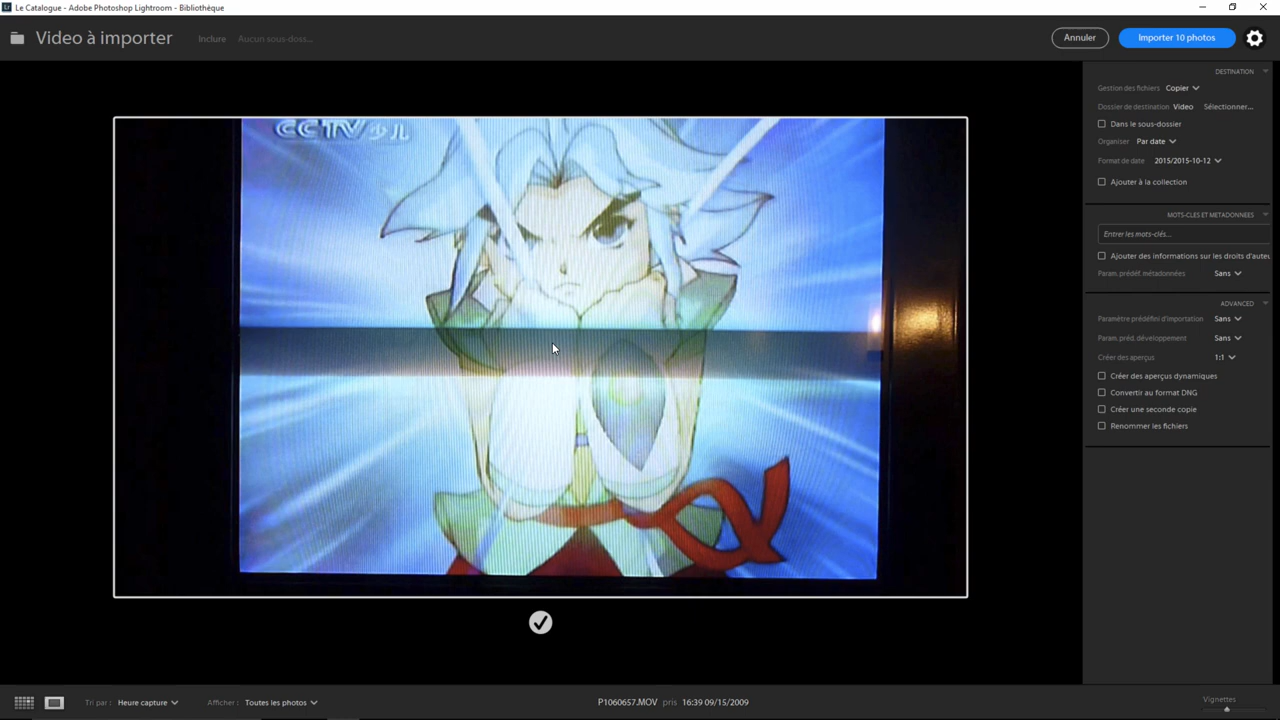 Le Catalogue - Adobe Photoshop Lightroom - Bibliothèque
Video à importer
Inclure
Aucun sous-doss...
Annuler
Importer 10 photos
CCTV 少儿
DESTINATION
Gestion des fichiers Copier
Dossier de destination Video Sélectionner...
Dans le sous-dossier
Organiser Par date
Format de date 2015/2015-10-12
Ajouter à la collection
MOTS-CLES ET METADONNEES
Entrer les mots-clés...
Ajouter des informations sur les droits d'auteu
Param. prédéf. métadonnées Sans
ADVANCED
Paramètre prédéfini d'importation Sans
Param. préd. développement Sans
Créer des aperçus 1:1
Créer des aperçus dynamiques
Convertir au format DNG
Créer une seconde copie
Renommer les fichiers
Tri par : Heure capture
Afficher : Toutes les photos
P1060657.MOV pris 16:39 09/15/2009
Vignettes